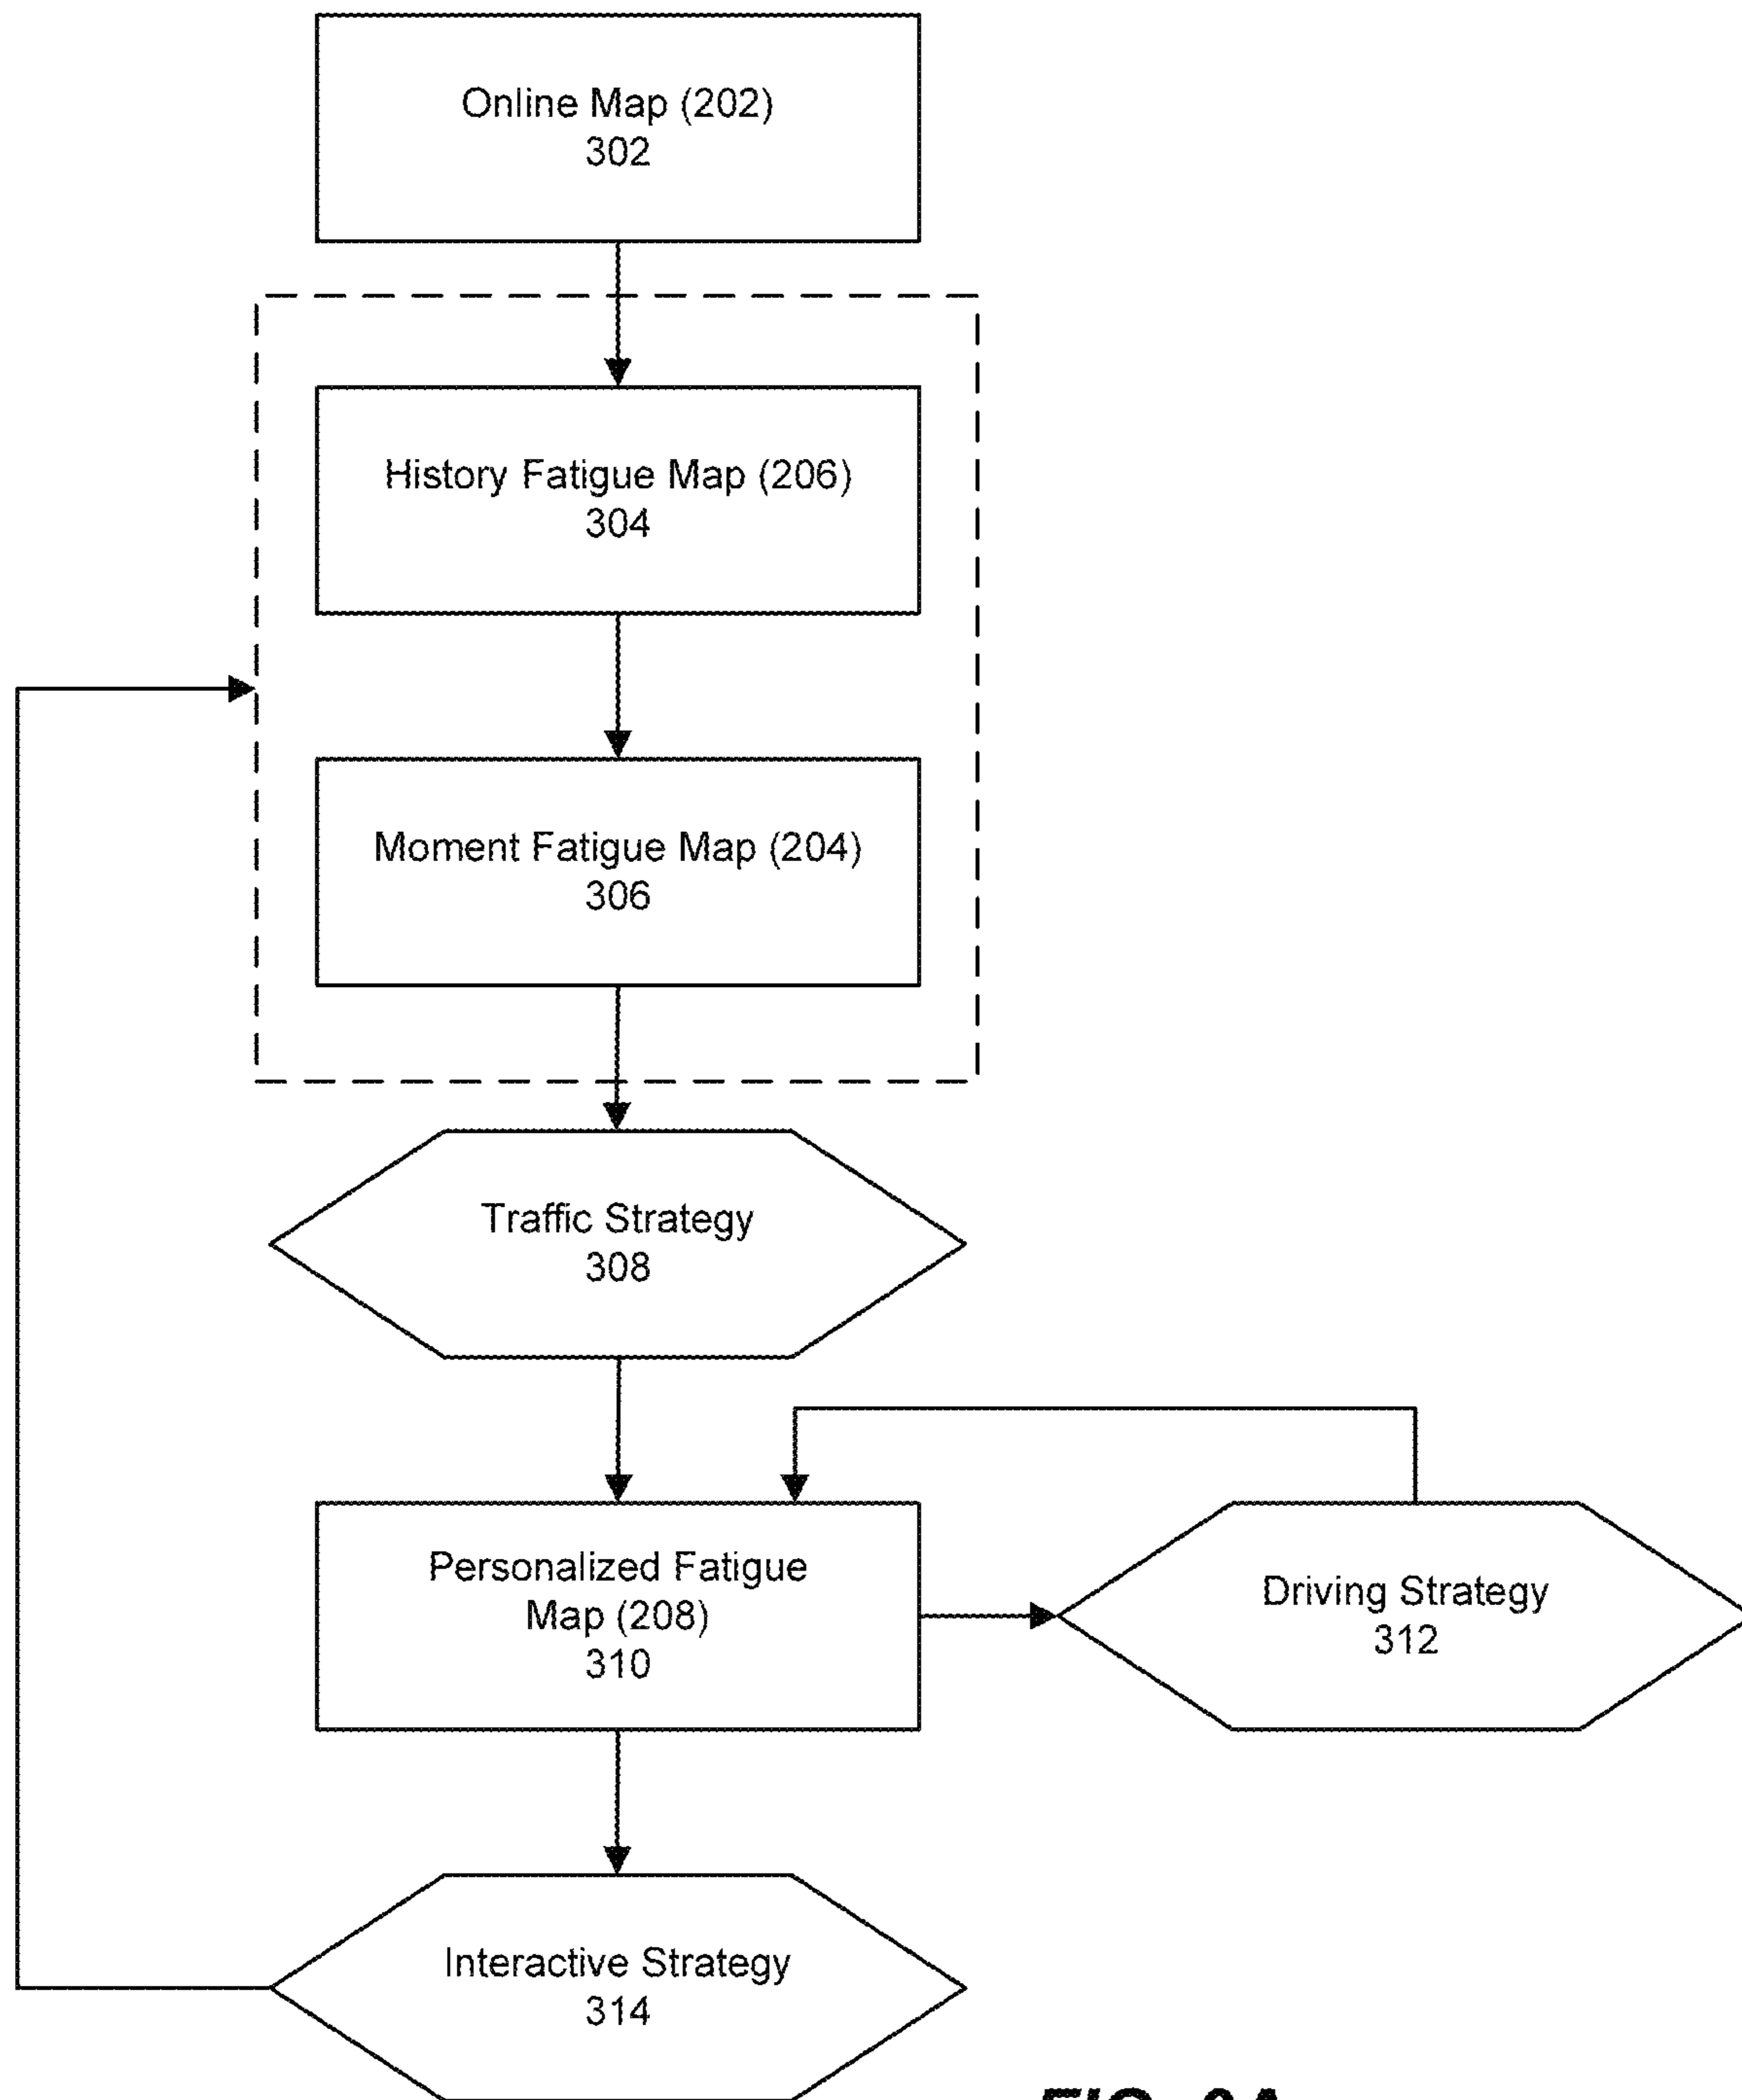 Online Map (202)
302
History Fatigue Map (206)
304
Moment Fatigue Map (204)
306
Traffic Strategy
308
Personalized Fatigue
Map (208)
310
Driving Strategy
312
Interactive Strategy
314
FIG.